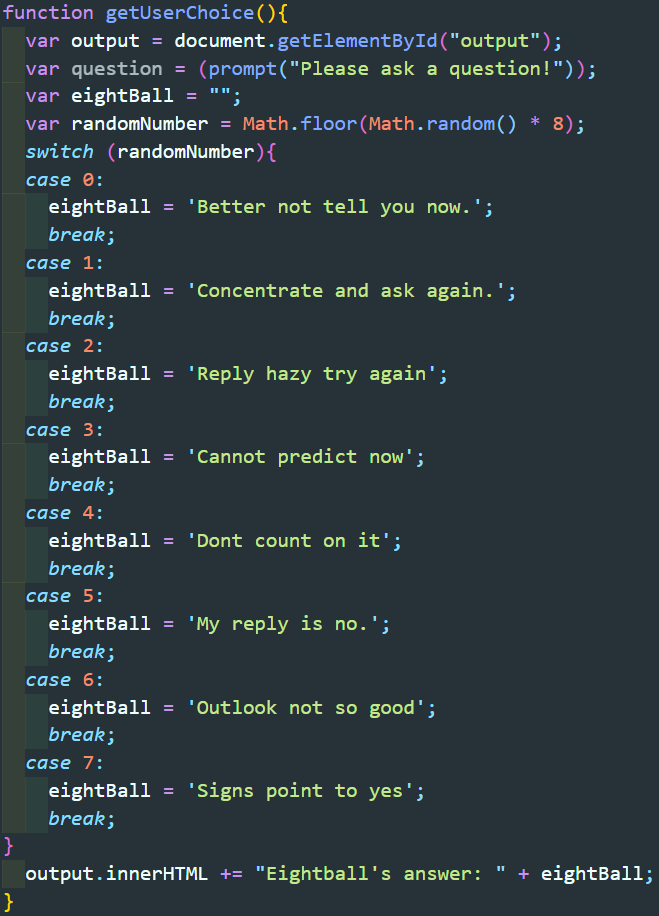 function getUserChoice(){
var output = document.getElementById("output");
var question = (prompt("Please ask a question!"));
var eightBall = "";
var randomNumber = Math.floor(Math.random() * 8);
switch (randomNumber){
case 0:
eightBall = 'Better not tell you now.';
break;
case 1:
eightBall = 'Concentrate and ask again.';
break;
case 2:
eightBall = 'Reply hazy try again';
break;
case 3:
eightBall = 'Cannot predict now';
break;
case 4:
eightBall = 'Dont count on it';
break;
case 5:
eightBall = 'My reply is no.';
break;
case 6:
eightBall = 'Outlook not so good';
break;
case 7:
eightBall = 'Signs point to yes';
break;
}
output.innerHTML += "Eightball's answer: " + eightBall;
}